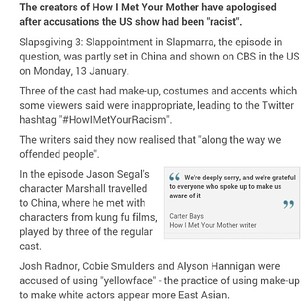 The creators of How I Met Your Mother have apologised
after accusations the US show had been "racist".
Slapsgiving 3: Slappointment in Slapmarra, the episode in
question, was partly set in China and shown on CBS in the US
on Monday, 13 January.
Three of the cast had make-up, costumes and accents which
some viewers said were inappropriate, leading to the Twitter
hashtag "#HowIMetYourRacism".
The writers said they now realised that "along the way we
offended people".
In the episode Jason Segal's
character Marshall travelled
to China, where he met with
characters from kung fu films,
played by three of the regular
cast.
We're deeply sorry, and we're grateful
to everyone who spoke up to make us
aware of it
Carter Bays
How I Met Your Mother writer
Josh Radnor, Cobie Smulders and Alyson Hannigan were
accused of using "yellowface" - the practice of using make-up
to make white actors appear more East Asian.